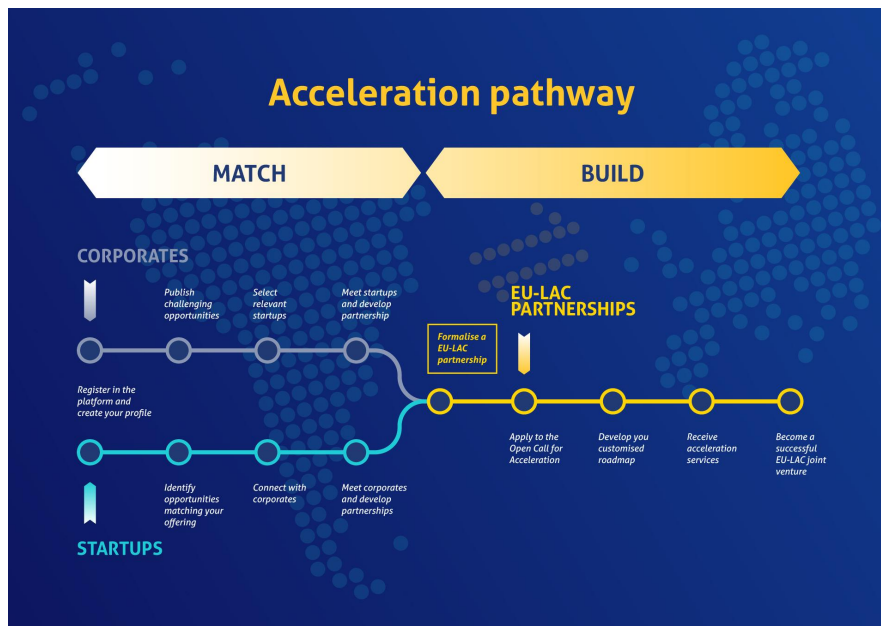 Acceleration pathway
MATCH
BUILD
CORPORATES
Publish
challenging
opportunities
Select
relevant
startups
Meet startups
and develop
partnership
EU-LAC
PARTNERSHIPS
Formalise a
EU-LAC
partnership
Register in the
platform and
create your profile
Apply to the
Open Call for
Acceleration
Develop you
customised
roadmap
Receive
acceleration
services
Become a
successful
EU-LAC joint
venture
Identify
opportunities
matching your
offering
Connect with
corporates
Meet corporates
and develop
partnerships
STARTUPS